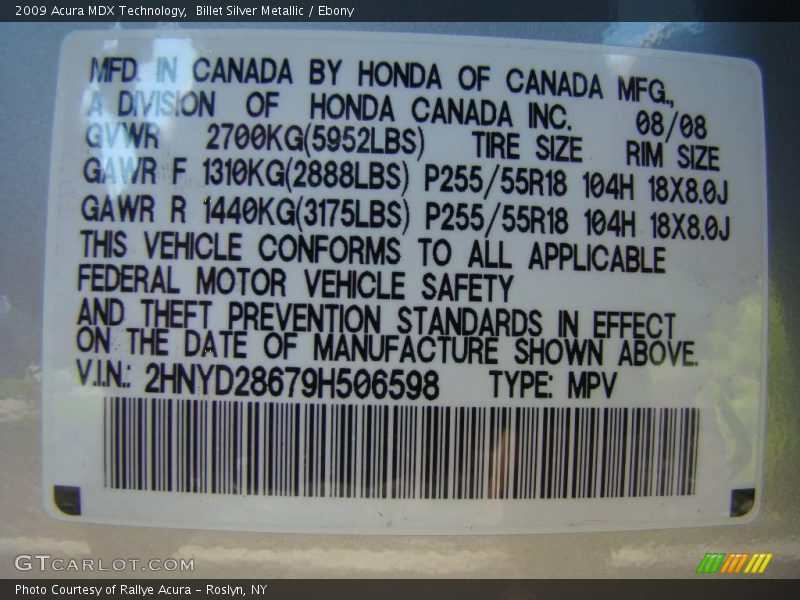 2009 Acura MDX Technology,  Billet Silver Metallic / Ebony
MFD. IN CANADA BY HONDA OF CANADA MFG.,
A DIVISION OF HONDA CANADA INC. 08/08
GVWR 2700KG(5952LBS) TIRE SIZE RIM SIZE
GAWR F 1310KG(2888LBS) P255/55R18 104H 18X8.0J
GAWR R 1440KG(3175LBS) P255/55R18 104H 18X8.0J
THIS VEHICLE CONFORMS TO ALL APPLICABLE
FEDERAL MOTOR VEHICLE SAFETY
AND THEFT PREVENTION STANDARDS IN EFFECT
ON THE DATE OF MANUFACTURE SHOWN ABOVE.
V.I.N.: 2HNYD28679H506598 TYPE: MPV
GTCARLOT.COM
Photo Courtesy of Rallye Acura – Roslyn, NY